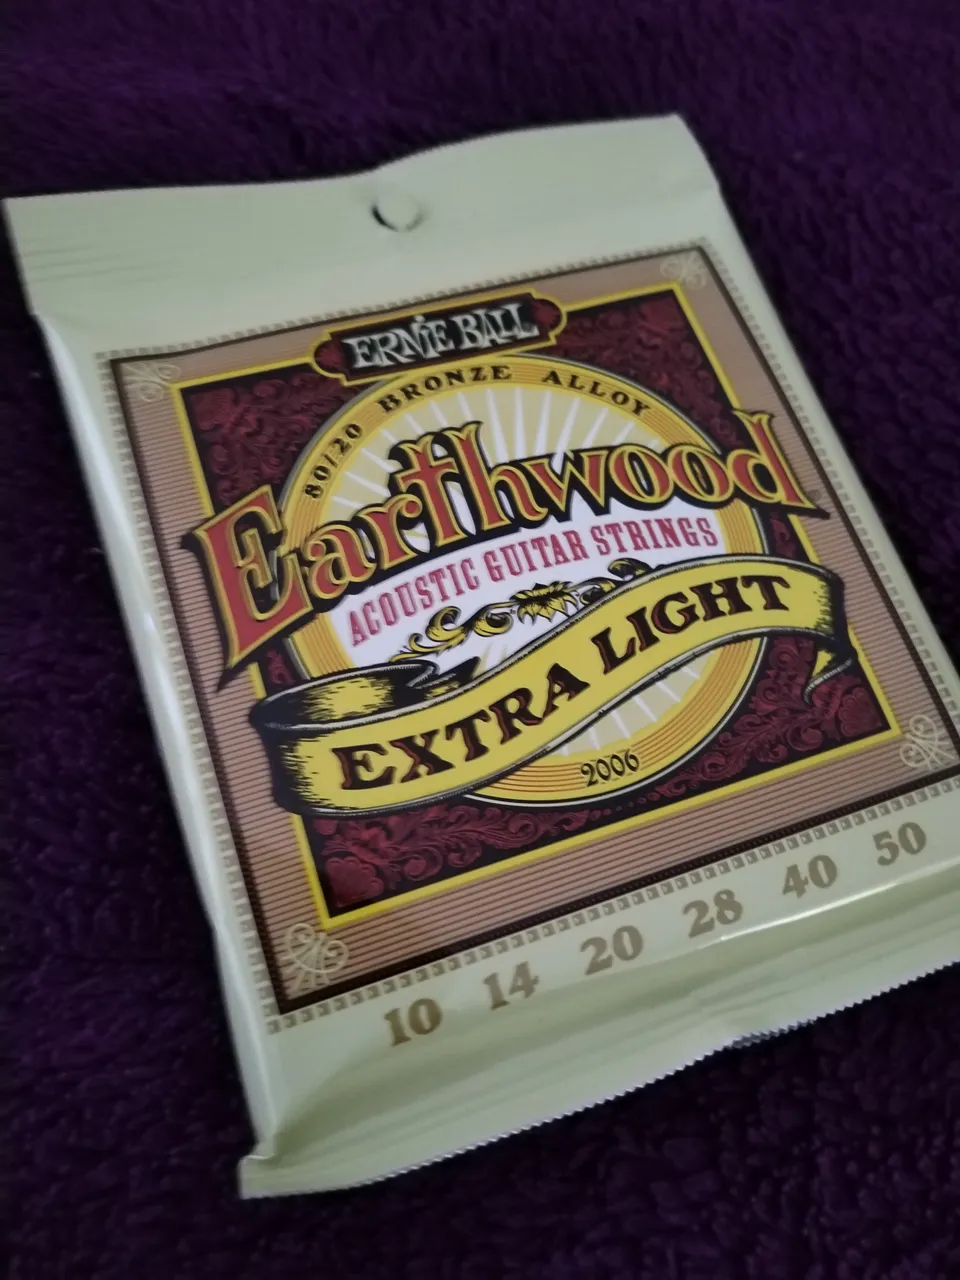 ERNIE BALL
80/20 BRONZE ALLOY
Earthwood
ACOUSTIC GUITAR STRINGS
EXTRA LIGHT
2006
10 14 20 28 40 50